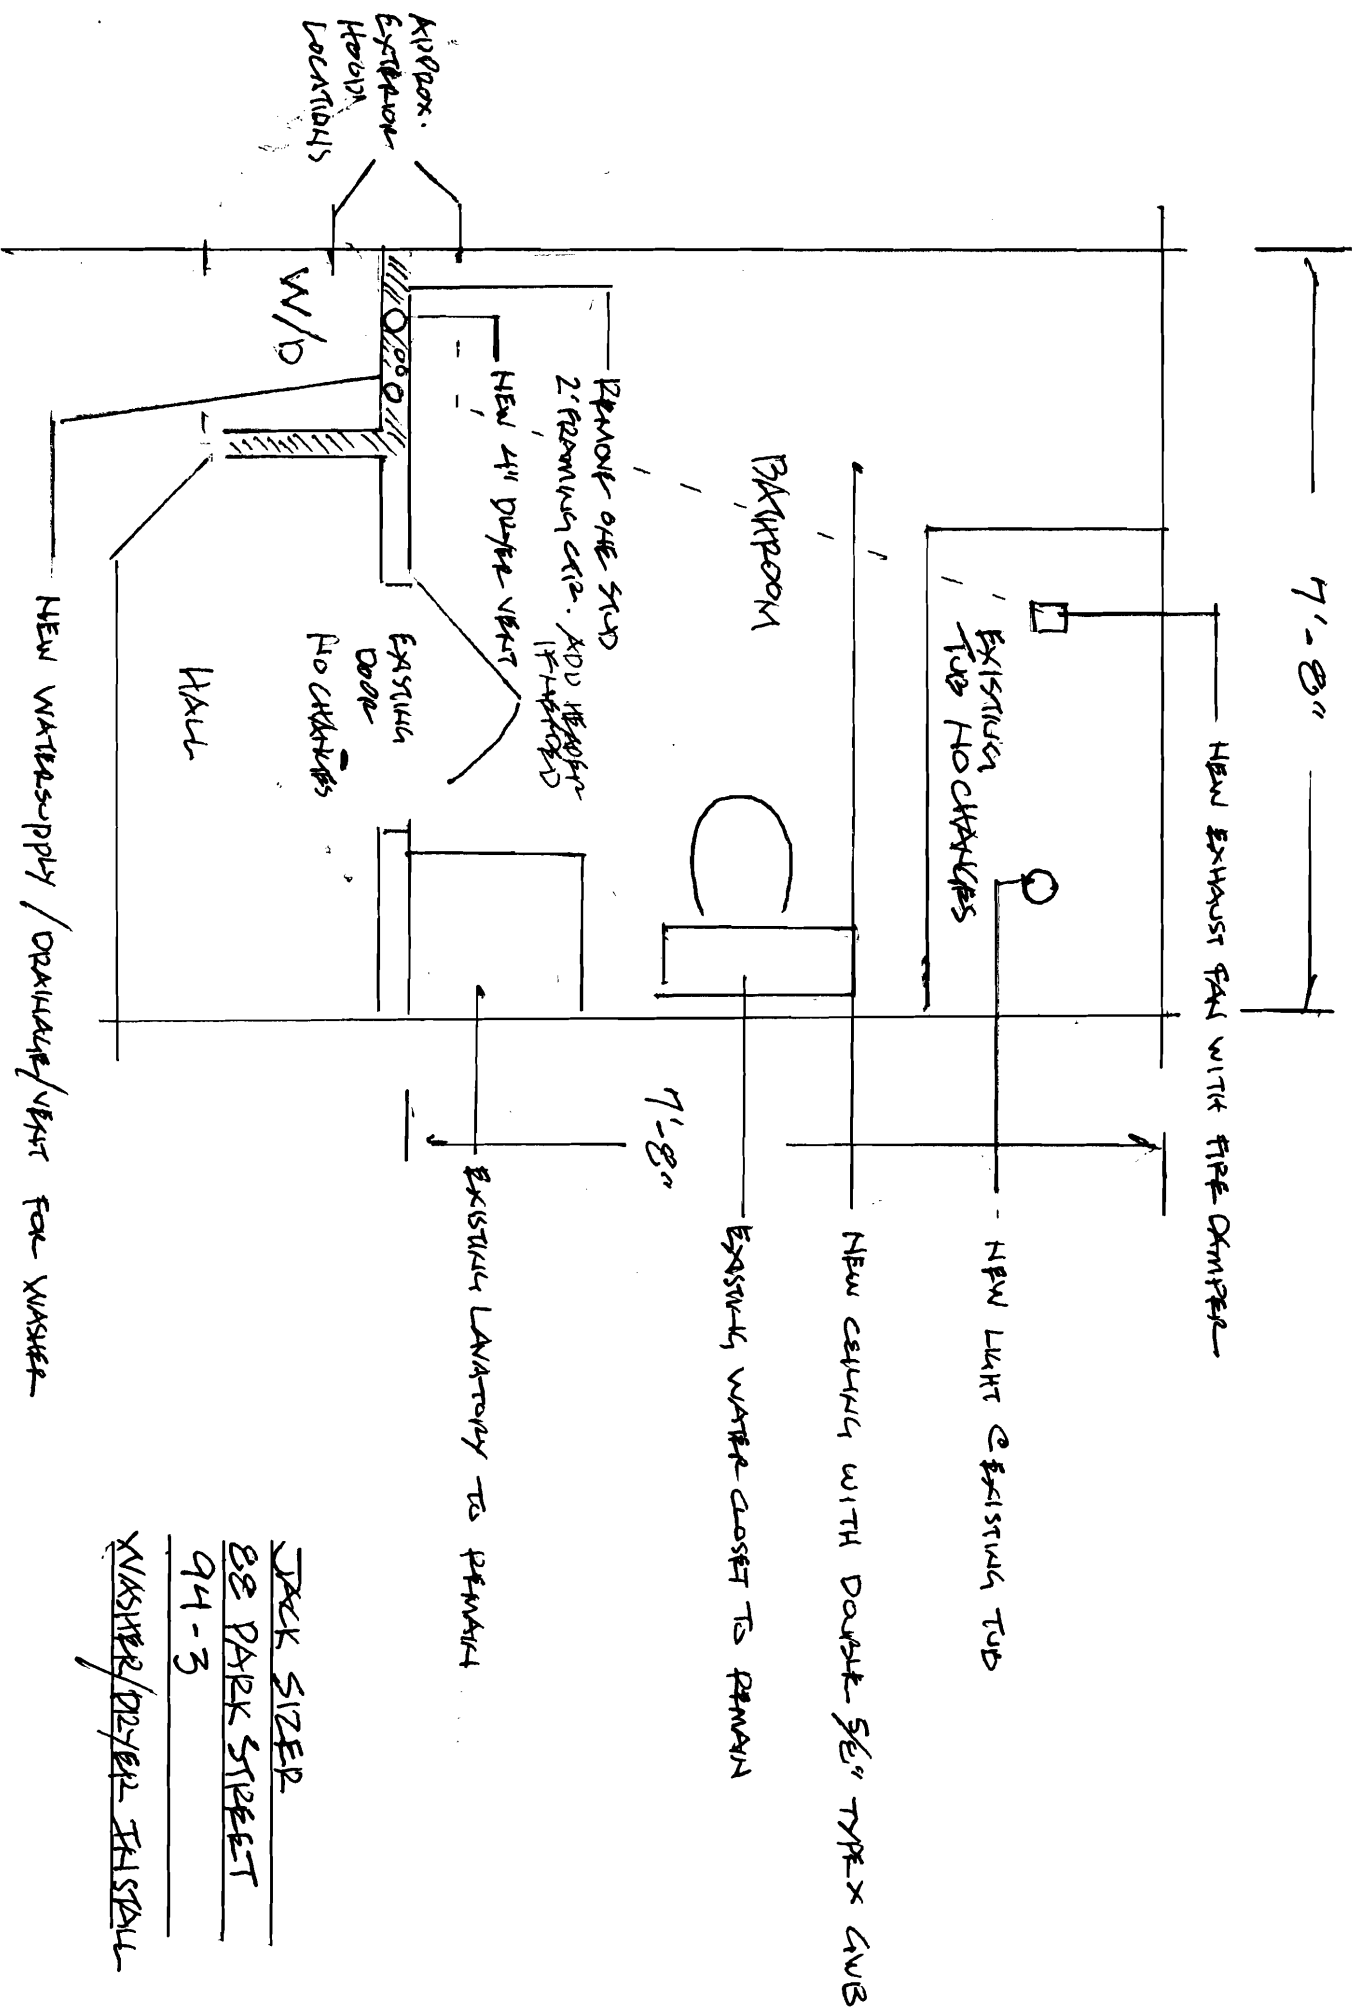 7'-8"
NEW EXHAUST FAN WITH FIRE DAMPER
EXISTING
TUB NO CHANGES
NEW LIGHT @ EXISTING TUB
NEW CEILING WITH DOUBLE 5/8" TYPE X GWB
BATHROOM
EXISTING WATER CLOSET TO REMAIN
7'-8"
REMOVE ONE STUD
2' FRAMING CTR. ADD HEADER
IF NEEDED
NEW 4" DRYER VENT
EXISTING LAVATORY TO REMAIN
APPROX.
EXTERIOR
HOOD
LOCATIONS
W/D
EXISTING
DOOR
NO CHANGES
HALL
NEW WATERSUPPLY/DRAINAGE/VENT FOR WASHER
JACK SIZER
88 PARK STREET
94-3
WASHER/DRYER INSTALL